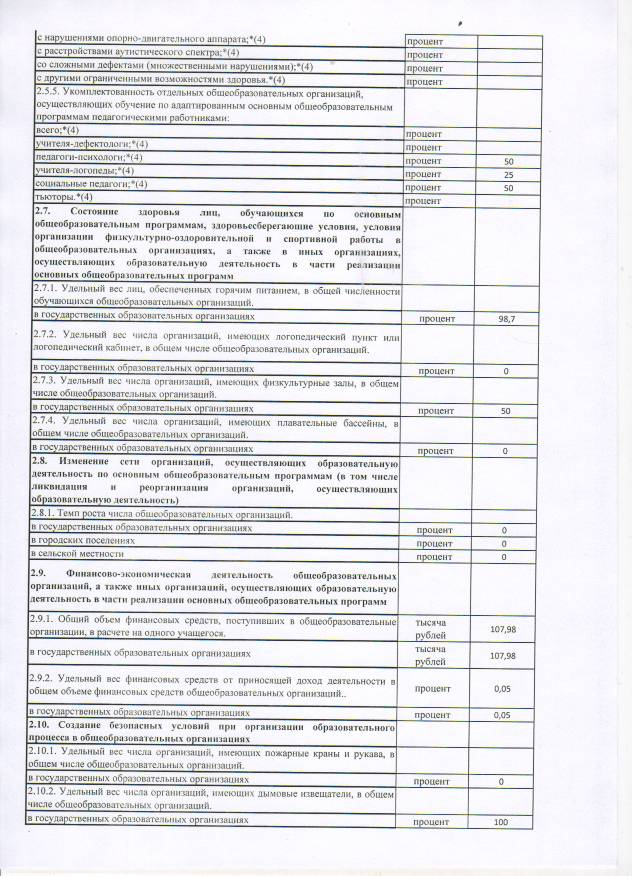 с нарушениями опорно-двигательного аппарата;*(4) процент
с расстройствами аутистического спектра;*(4) процент
со сложными дефектами (множественными нарушениями);*(4) процент
с другими ограниченными возможностями здоровья.*(4) процент
2.5.5. Укомплектованность отдельных общеобразовательных организаций,
осуществляющих обучение по адаптированным основным общеобразовательным
программам педагогическими работниками:
всего;*(4) процент
учителя-дефектологи;*(4) процент
педагоги-психологи;*(4) процент 50
учителя-логопеды;*(4) процент 25
социальные педагоги;*(4) процент 50
тьюторы.*(4) процент
2.7. Состояние здоровья лиц, обучающихся по основным
общеобразовательным программам, здоровьесберегающие условия, условия
организации физкультурно-оздоровительной и спортивной работы в
общеобразовательных организациях, а также в иных организациях,
осуществляющих образовательную деятельность в части реализации
основных общеобразовательных программ
2.7.1. Удельный вес лиц, обеспеченных горячим питанием, в общей численности
обучающихся общеобразовательных организаций.
в государственных образовательных организациях процент 98,7
2.7.2. Удельный вес числа организаций, имеющих логопедический пункт или
логопедический кабинет, в общем числе общеобразовательных организаций.
в государственных образовательных организациях процент 0
2.7.3. Удельный вес числа организаций, имеющих физкультурные залы, в общем
числе общеобразовательных организаций.
в государственных образовательных организациях процент 50
2.7.4. Удельный вес числа организаций, имеющих плавательные бассейны, в
общем числе общеобразовательных организаций.
в государственных образовательных организациях процент 0
2.8. Изменение сети организаций, осуществляющих образовательную
деятельность по основным общеобразовательным программам (в том числе
ликвидация и реорганизация организаций, осуществляющих
образовательную деятельность)
2.8.1. Темп роста числа общеобразовательных организаций.
в государственных образовательных организациях процент 0
в городских поселениях процент 0
в сельской местности процент 0
2.9. Финансово-экономическая деятельность общеобразовательных
организаций, а также иных организаций, осуществляющих образовательную
деятельность в части реализации основных общеобразовательных программ
2.9.1. Общий объем финансовых средств, поступивших в общеобразовательные
организации, в расчете на одного учащегося. тысяча рублей 107,98
в государственных образовательных организациях тысяча рублей 107,98
2.9.2. Удельный вес финансовых средств от приносящей доход деятельности в
общем объеме финансовых средств общеобразовательных организаций.. процент 0,05
в государственных образовательных организациях процент 0,05
2.10. Создание безопасных условий при организации образовательного
процесса в общеобразовательных организациях
2.10.1. Удельный вес числа организаций, имеющих пожарные краны и рукава, в
общем числе общеобразовательных организаций.
в государственных образовательных организациях процент 0
2.10.2. Удельный вес числа организаций, имеющих дымовые извещатели, в общем
числе общеобразовательных организаций.
в государственных образовательных организациях процент 100